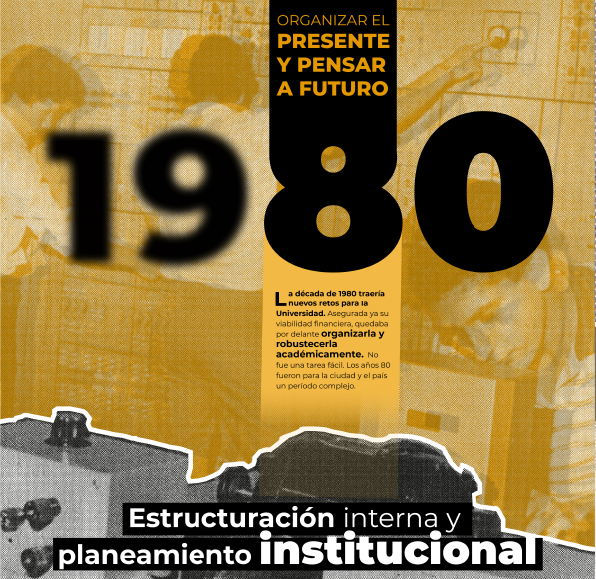 ORGANIZAR EL
PRESENTE
Y PENSAR
A FUTURO
1980
La década de 1980 traería
nuevos retos para la
Universidad. Asegurada ya su
viabilidad financiera, quedaba
por delante organizarla y
robustecerla
académicamente. No
fue una tarea fácil. Los años 80
fueron para la ciudad y el país
un período complejo.
Estructuración interna y
planeamiento institucional